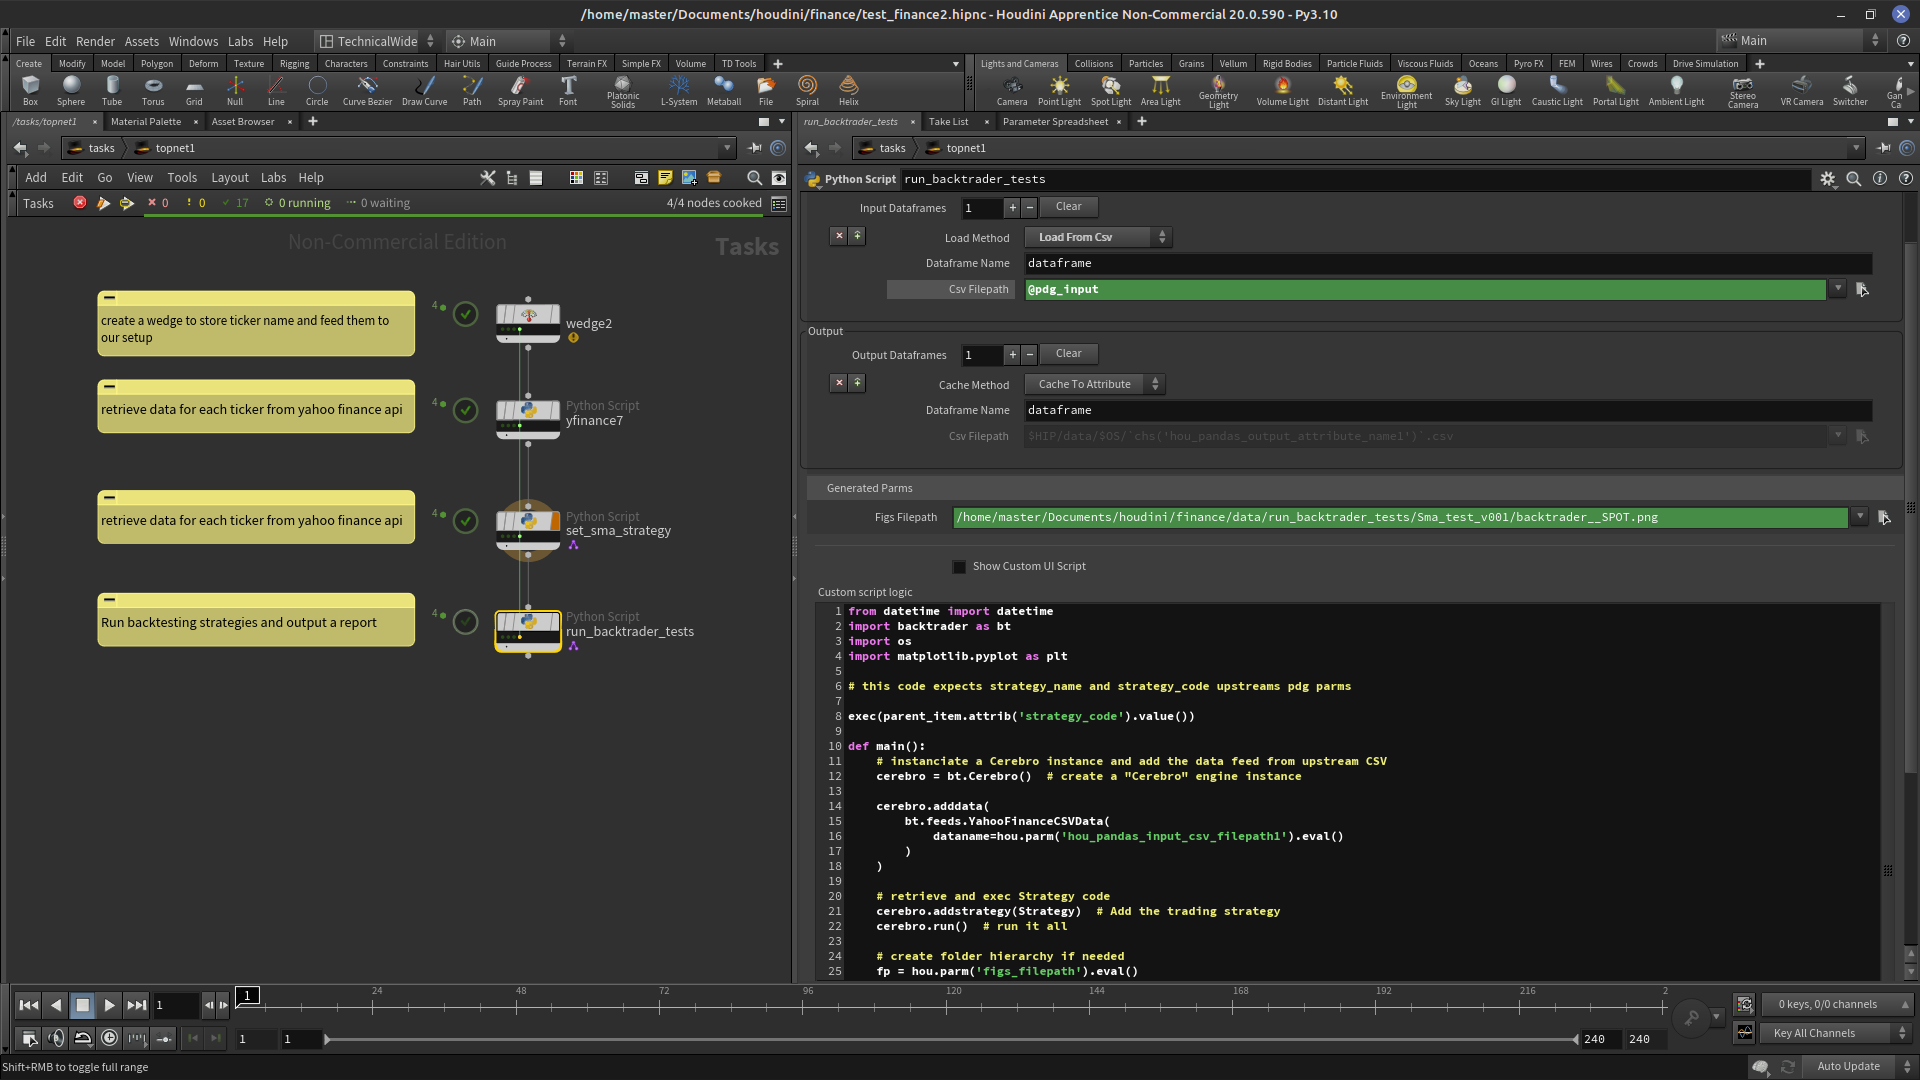 /home/master/Documents/houdini/finance/test_finance2.hipnc - Houdini Apprentice Non-Commercial 20.0.590 - Py3.10
File Edit Render Assets Windows Labs Help TechnicalWide Main Main
Create Modify Model Polygon Deform Texture Rigging Characters Constraints Hair Utils Guide Process Terrain FX Simple FX Volume TD Tools
Lights and Cameras Collisions Particles Grains Vellum Rigid Bodies Particle Fluids Viscous Fluids Oceans Pyro FX FEM Wires Crowds Drive Simulation
Box Sphere Tube Torus Grid Null Line Circle Curve Bezier Draw Curve Path Spray Paint Font Platonic Solids L-System Metaball File Spiral Helix
Camera Point Light Spot Light Area Light Geometry Light Volume Light Distant Light Environment Light Sky Light GI Light Caustic Light Portal Light Ambient Light Stereo Camera VR Camera Switcher Gan Ca
/tasks/topnet1 Material Palette Asset Browser
run_backtrader_tests Take List Parameter Spreadsheet
tasks topnet1
tasks topnet1
Add Edit Go View Tools Layout Labs Help
Python Script run_backtrader_tests
Tasks 0 0 17 0 running 0 waiting 4/4 nodes cooked
Non-Commercial Edition
Tasks
create a wedge to store ticker name and feed them to
our setup
4
wedge2
retrieve data for each ticker from yahoo finance api
4
Python Script
yfinance7
retrieve data for each ticker from yahoo finance api
4
Python Script
set_sma_strategy
Run backtesting strategies and output a report
4
Python Script
run_backtrader_tests
Input Dataframes 1 + − Clear
Load Method Load From Csv
Dataframe Name dataframe
Csv Filepath @pdg_input
Output
Output Dataframes 1 + − Clear
Cache Method Cache To Attribute
Dataframe Name dataframe
Csv Filepath $HIP/data/$OS/`chs('hou_pandas_output_attribute_name1')`.csv
Generated Parms
Figs Filepath /home/master/Documents/houdini/finance/data/run_backtrader_tests/Sma_test_v001/backtrader__SPOT.png
Show Custom UI Script
Custom script logic
1 from datetime import datetime
2 import backtrader as bt
3 import os
4 import matplotlib.pyplot as plt
5
6 # this code expects strategy_name and strategy_code upstreams pdg parms
7
8 exec(parent_item.attrib('strategy_code').value())
9
10 def main():
11 # instanciate a Cerebro instance and add the data feed from upstream CSV
12 cerebro = bt.Cerebro() # create a "Cerebro" engine instance
13
14 cerebro.adddata(
15 bt.feeds.YahooFinanceCSVData(
16 dataname=hou.parm('hou_pandas_input_csv_filepath1').eval()
17 )
18 )
19
20 # retrieve and exec Strategy code
21 cerebro.addstrategy(Strategy) # Add the trading strategy
22 cerebro.run() # run it all
23
24 # create folder hierarchy if needed
25 fp = hou.parm('figs_filepath').eval()
1 1 24 48 72 96 120 144 168 192 216 2
0 keys, 0/0 channels
1 1 240 240
Key All Channels
Shift+RMB to toggle full range
Auto Update